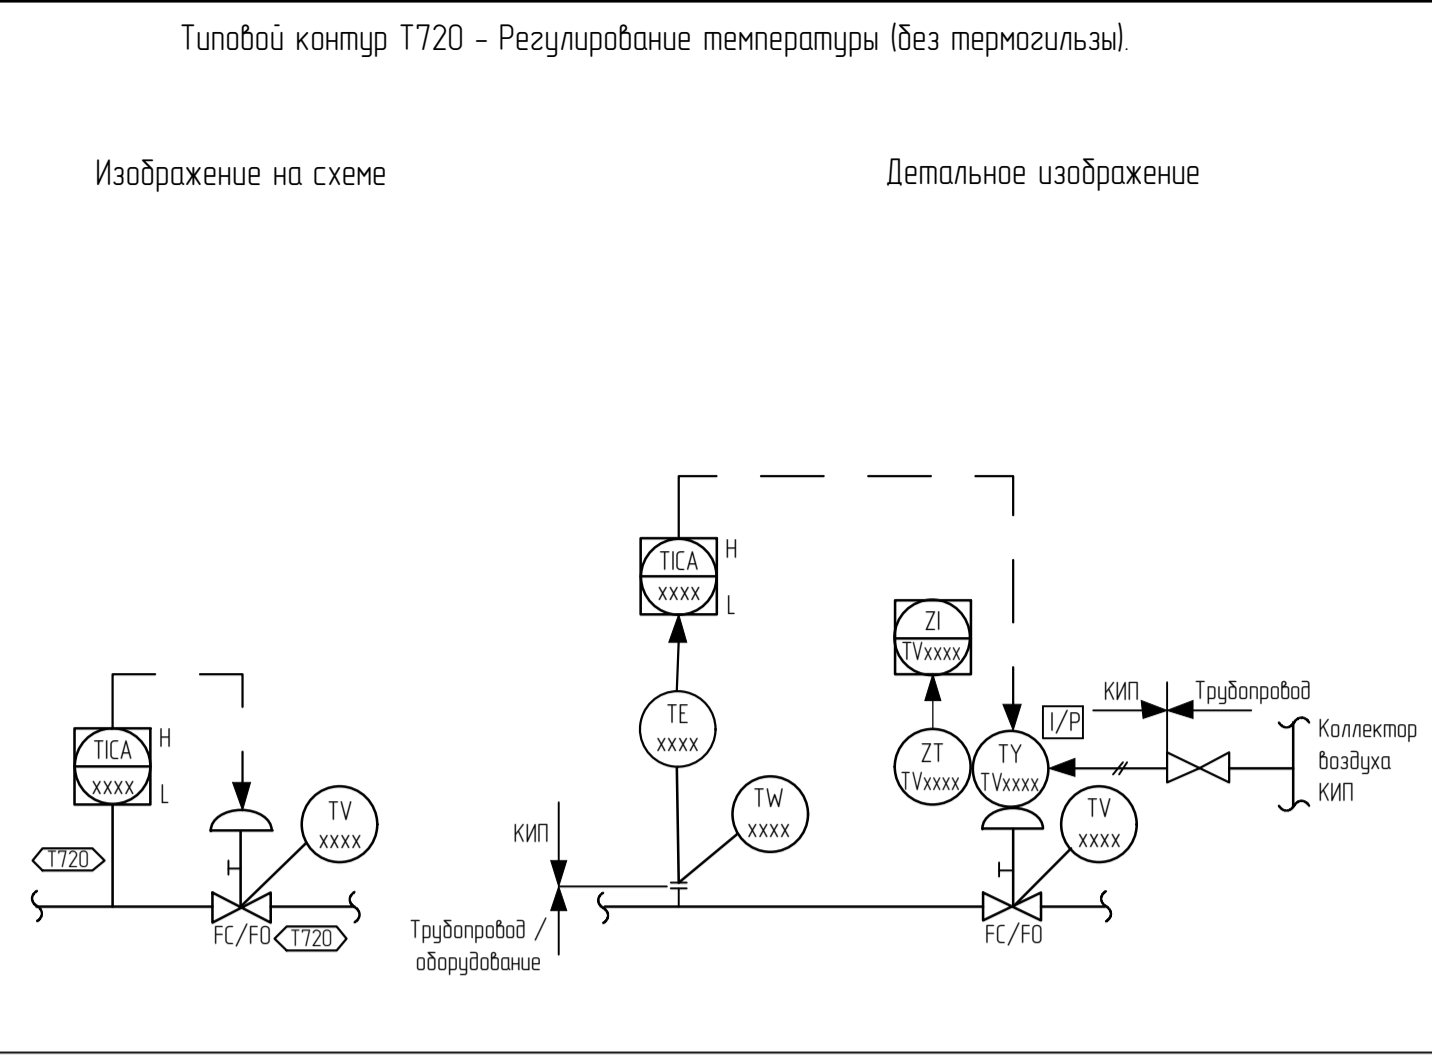 Типовой контур Т720 - Регулирование температуры (без термогильзы).
Изображение на схеме
Детальное изображение
TICA
xxxx
H
L
T720
TV
xxxx
FC/FO
T720
TICA
xxxx
H
L
TE
xxxx
TW
xxxx
КИП
Трубопровод /
оборудование
ZI
TVxxxx
ZT
TVxxxx
TY
TVxxxx
I/P
КИП
Трубопровод
Коллектор
воздуха
КИП
TV
xxxx
FC/FO